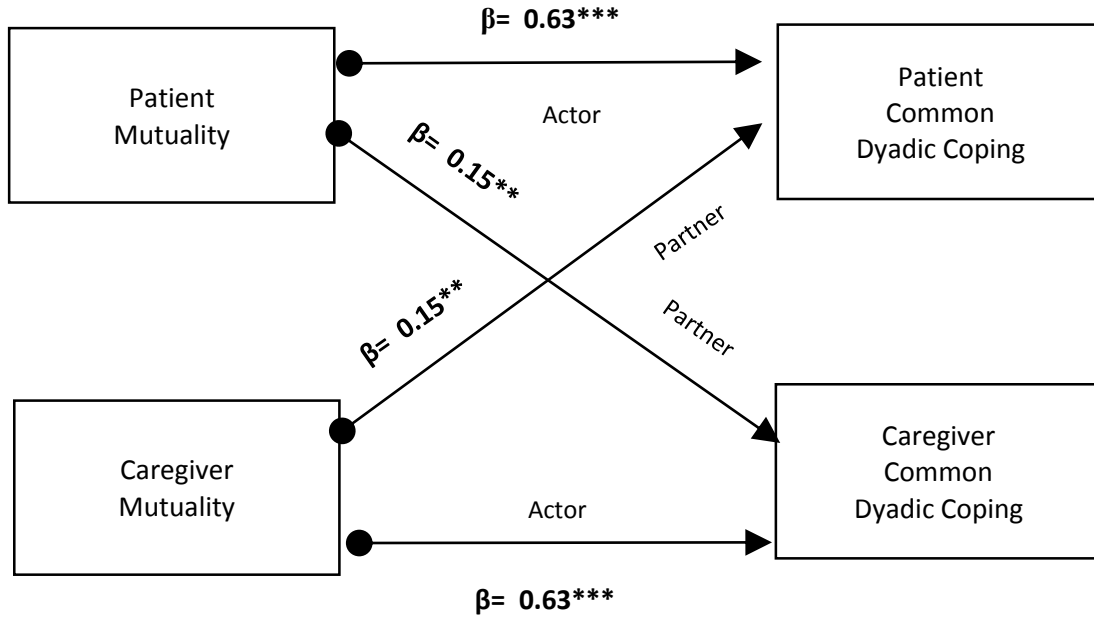 β= 0.63***
Patient
Mutuality
Actor
Patient
Common
Dyadic Coping
β= 0.15**
Partner
β= 0.15**
Partner
Caregiver
Mutuality
Actor
Caregiver
Common
Dyadic Coping
β= 0.63***